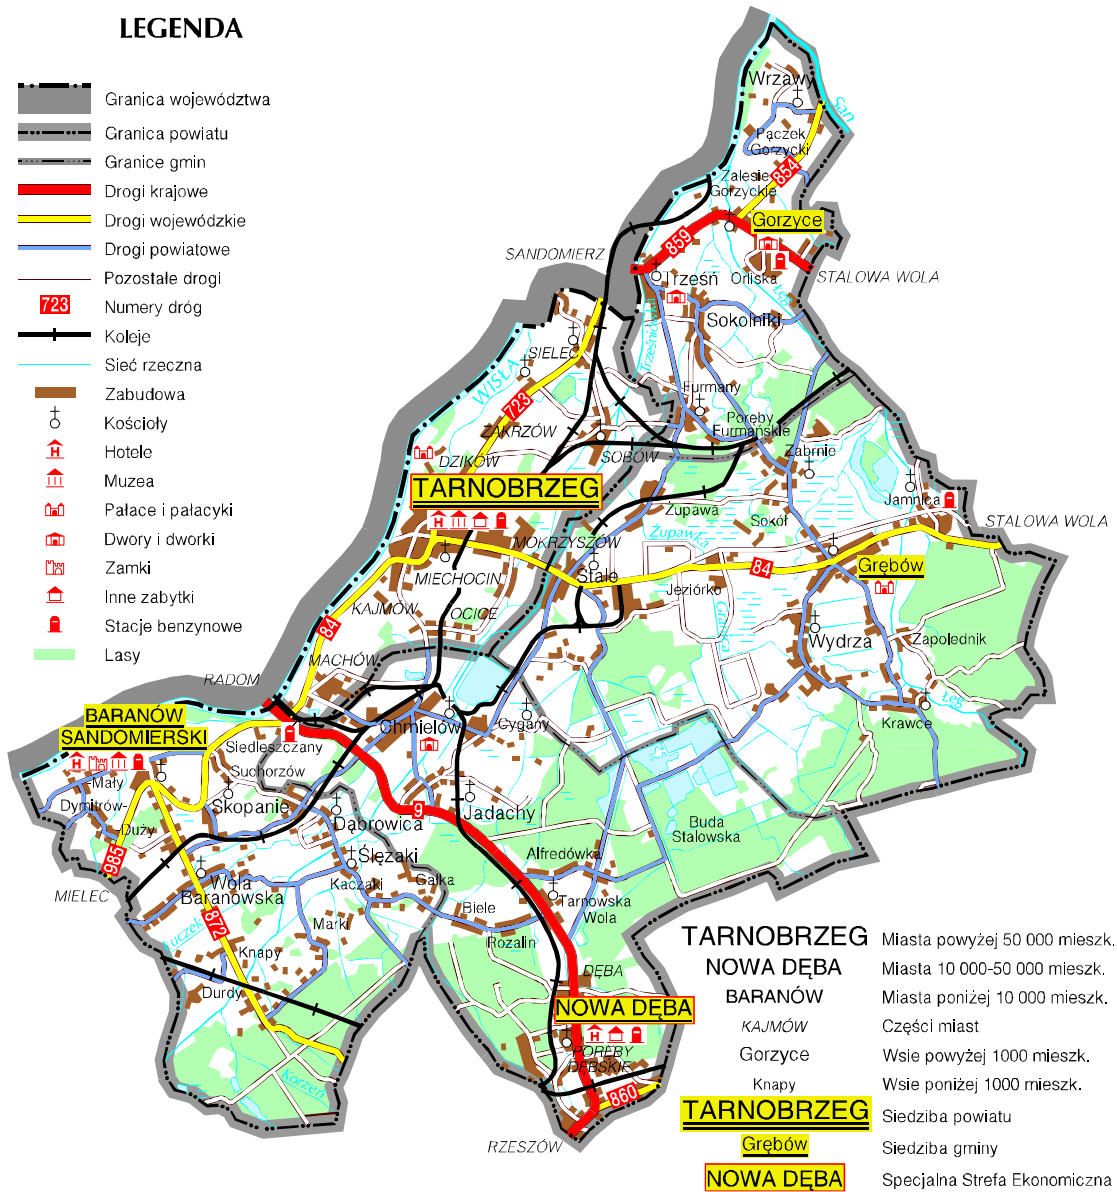 LEGENDA
Granica województwa
Granica powiatu
Granice gmin
Drogi krajowe
Drogi wojewódzkie
Drogi powiatowe
Pozostałe drogi
723 Numery dróg
Koleje
Sieć rzeczna
Zabudowa
Kościoły
H Hotele
Muzea
Pałace i pałacyki
Dwory i dworki
Zamki
Inne zabytki
Stacje benzynowe
Lasy
Wrzawy
San
Pączek
Gorzycki
854
Zalesie
Gorzyckie
Gorzyce
859
SANDOMIERZ
STALOWA WOLA
Trześń
Orliska
Łęg
Sokolniki
Trześniówka
SIELEC
WISŁA
723
Furmany
Poręby
Furmańskie
ZAKRZÓW
SOBÓW
DZIKÓW
Zabrnie
TARNOBRZEG
Jamnica
Żupawa
Sokół
STALOWA WOLA
H
MOKRZYSZÓW
Żupawka
MIECHOCIN
Stale
84
Grębów
Jeziórko
KAJMÓW
OCICE
84
Wydrza
Zapolednik
MACHÓW
RADOM
Łęg
BARANÓW
SANDOMIERSKI
Chmielów
Cygany
Krawce
Siedleszczany
H
Mały
Suchorzów
Dymitrów
Skopanie
Duży
Dąbrowica
9
Jadachy
Buda
Stalowska
985
Ślęzaki
Alfredówka
MIELEC
Wola
Baranowska
Kaczaki
Gałka
Tarnowska
Wola
872
Marki
Biele
Rozalin
Knapy
Durdy
DĘBA
NOWA DĘBA
H
PORĘBY
DĘBSKIE
Korzeń
860
RZESZÓW
TARNOBRZEG Miasta powyżej 50 000 mieszk.
NOWA DĘBA Miasta 10 000-50 000 mieszk.
BARANÓW Miasta poniżej 10 000 mieszk.
KAJMÓW Części miast
Gorzyce Wsie powyżej 1000 mieszk.
Knapy Wsie poniżej 1000 mieszk.
TARNOBRZEG Siedziba powiatu
Grębów Siedziba gminy
NOWA DĘBA Specjalna Strefa Ekonomiczna